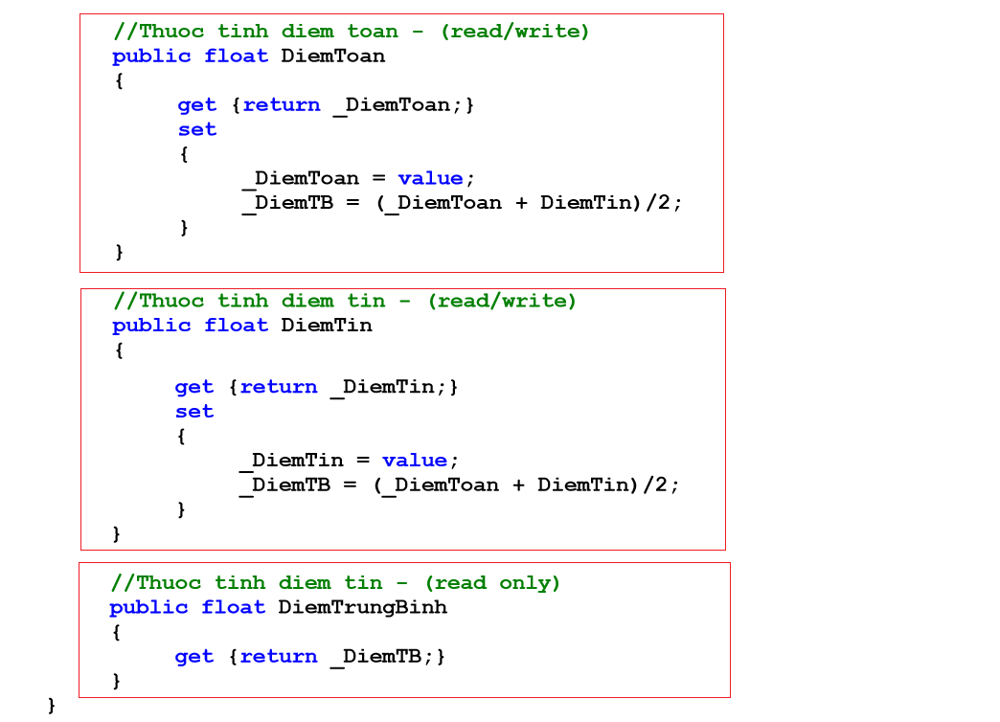 //Thuoc tinh diem toan - (read/write)
public float DiemToan
{
get {return _DiemToan;}
set
{
_DiemToan = value;
_DiemTB = (_DiemToan + DiemTin)/2;
}
}
//Thuoc tinh diem tin - (read/write)
public float DiemTin
{
get {return _DiemTin;}
set
{
_DiemTin = value;
_DiemTB = (_DiemToan + DiemTin)/2;
}
}
//Thuoc tinh diem tin - (read only)
public float DiemTrungBinh
{
get {return _DiemTB;}
}
}